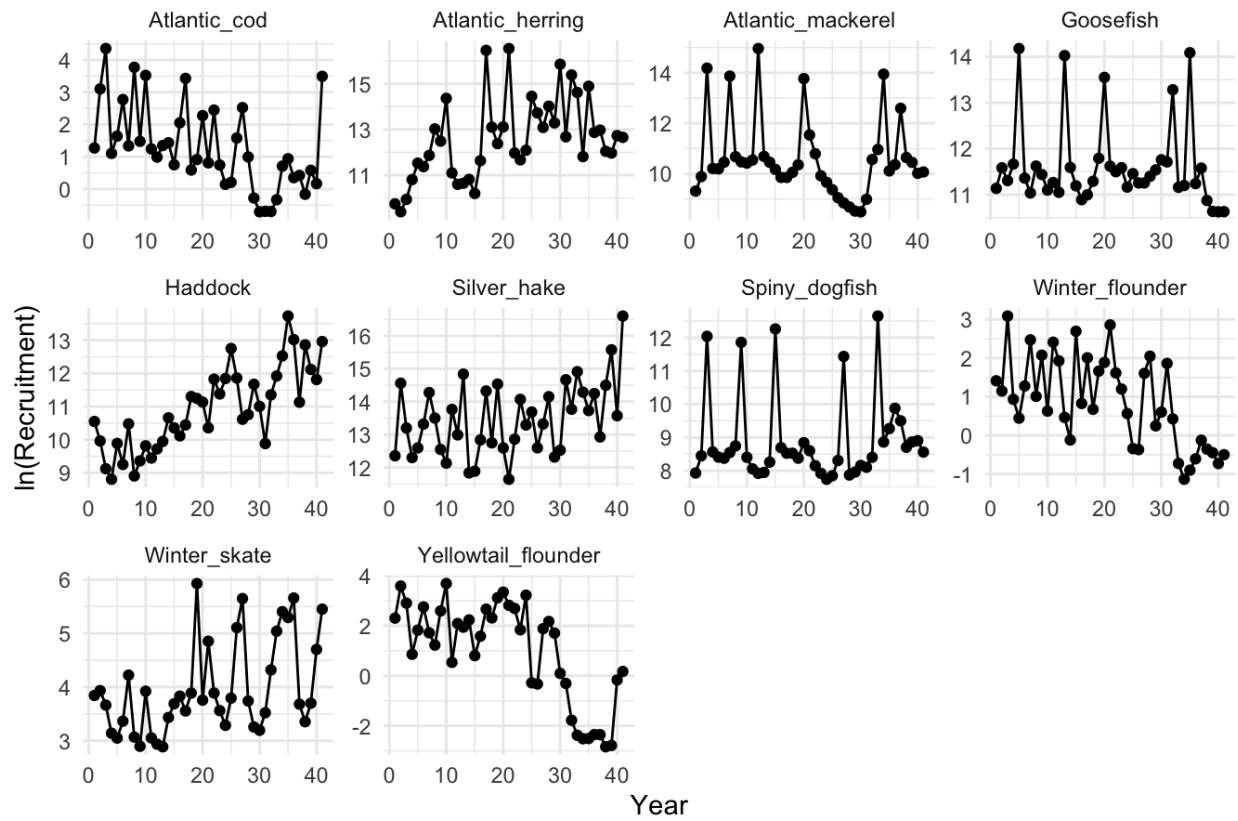 Atlantic_cod Atlantic_herring Atlantic_mackerel Goosefish
4
3
2
1
0
0 10 20 30 40
15
13
11
0 10 20 30 40
14
12
10
0 10 20 30 40
14
13
12
11
0 10 20 30 40
Haddock Silver_hake Spiny_dogfish Winter_flounder
ln(Recruitment)
13
12
11
10
9
0 10 20 30 40
16
15
14
13
12
0 10 20 30 40
12
11
10
9
8
0 10 20 30 40
3
2
1
0
-1
0 10 20 30 40
Winter_skate Yellowtail_flounder
6
5
4
3
0 10 20 30 40
4
2
0
-2
0 10 20 30 40
Year